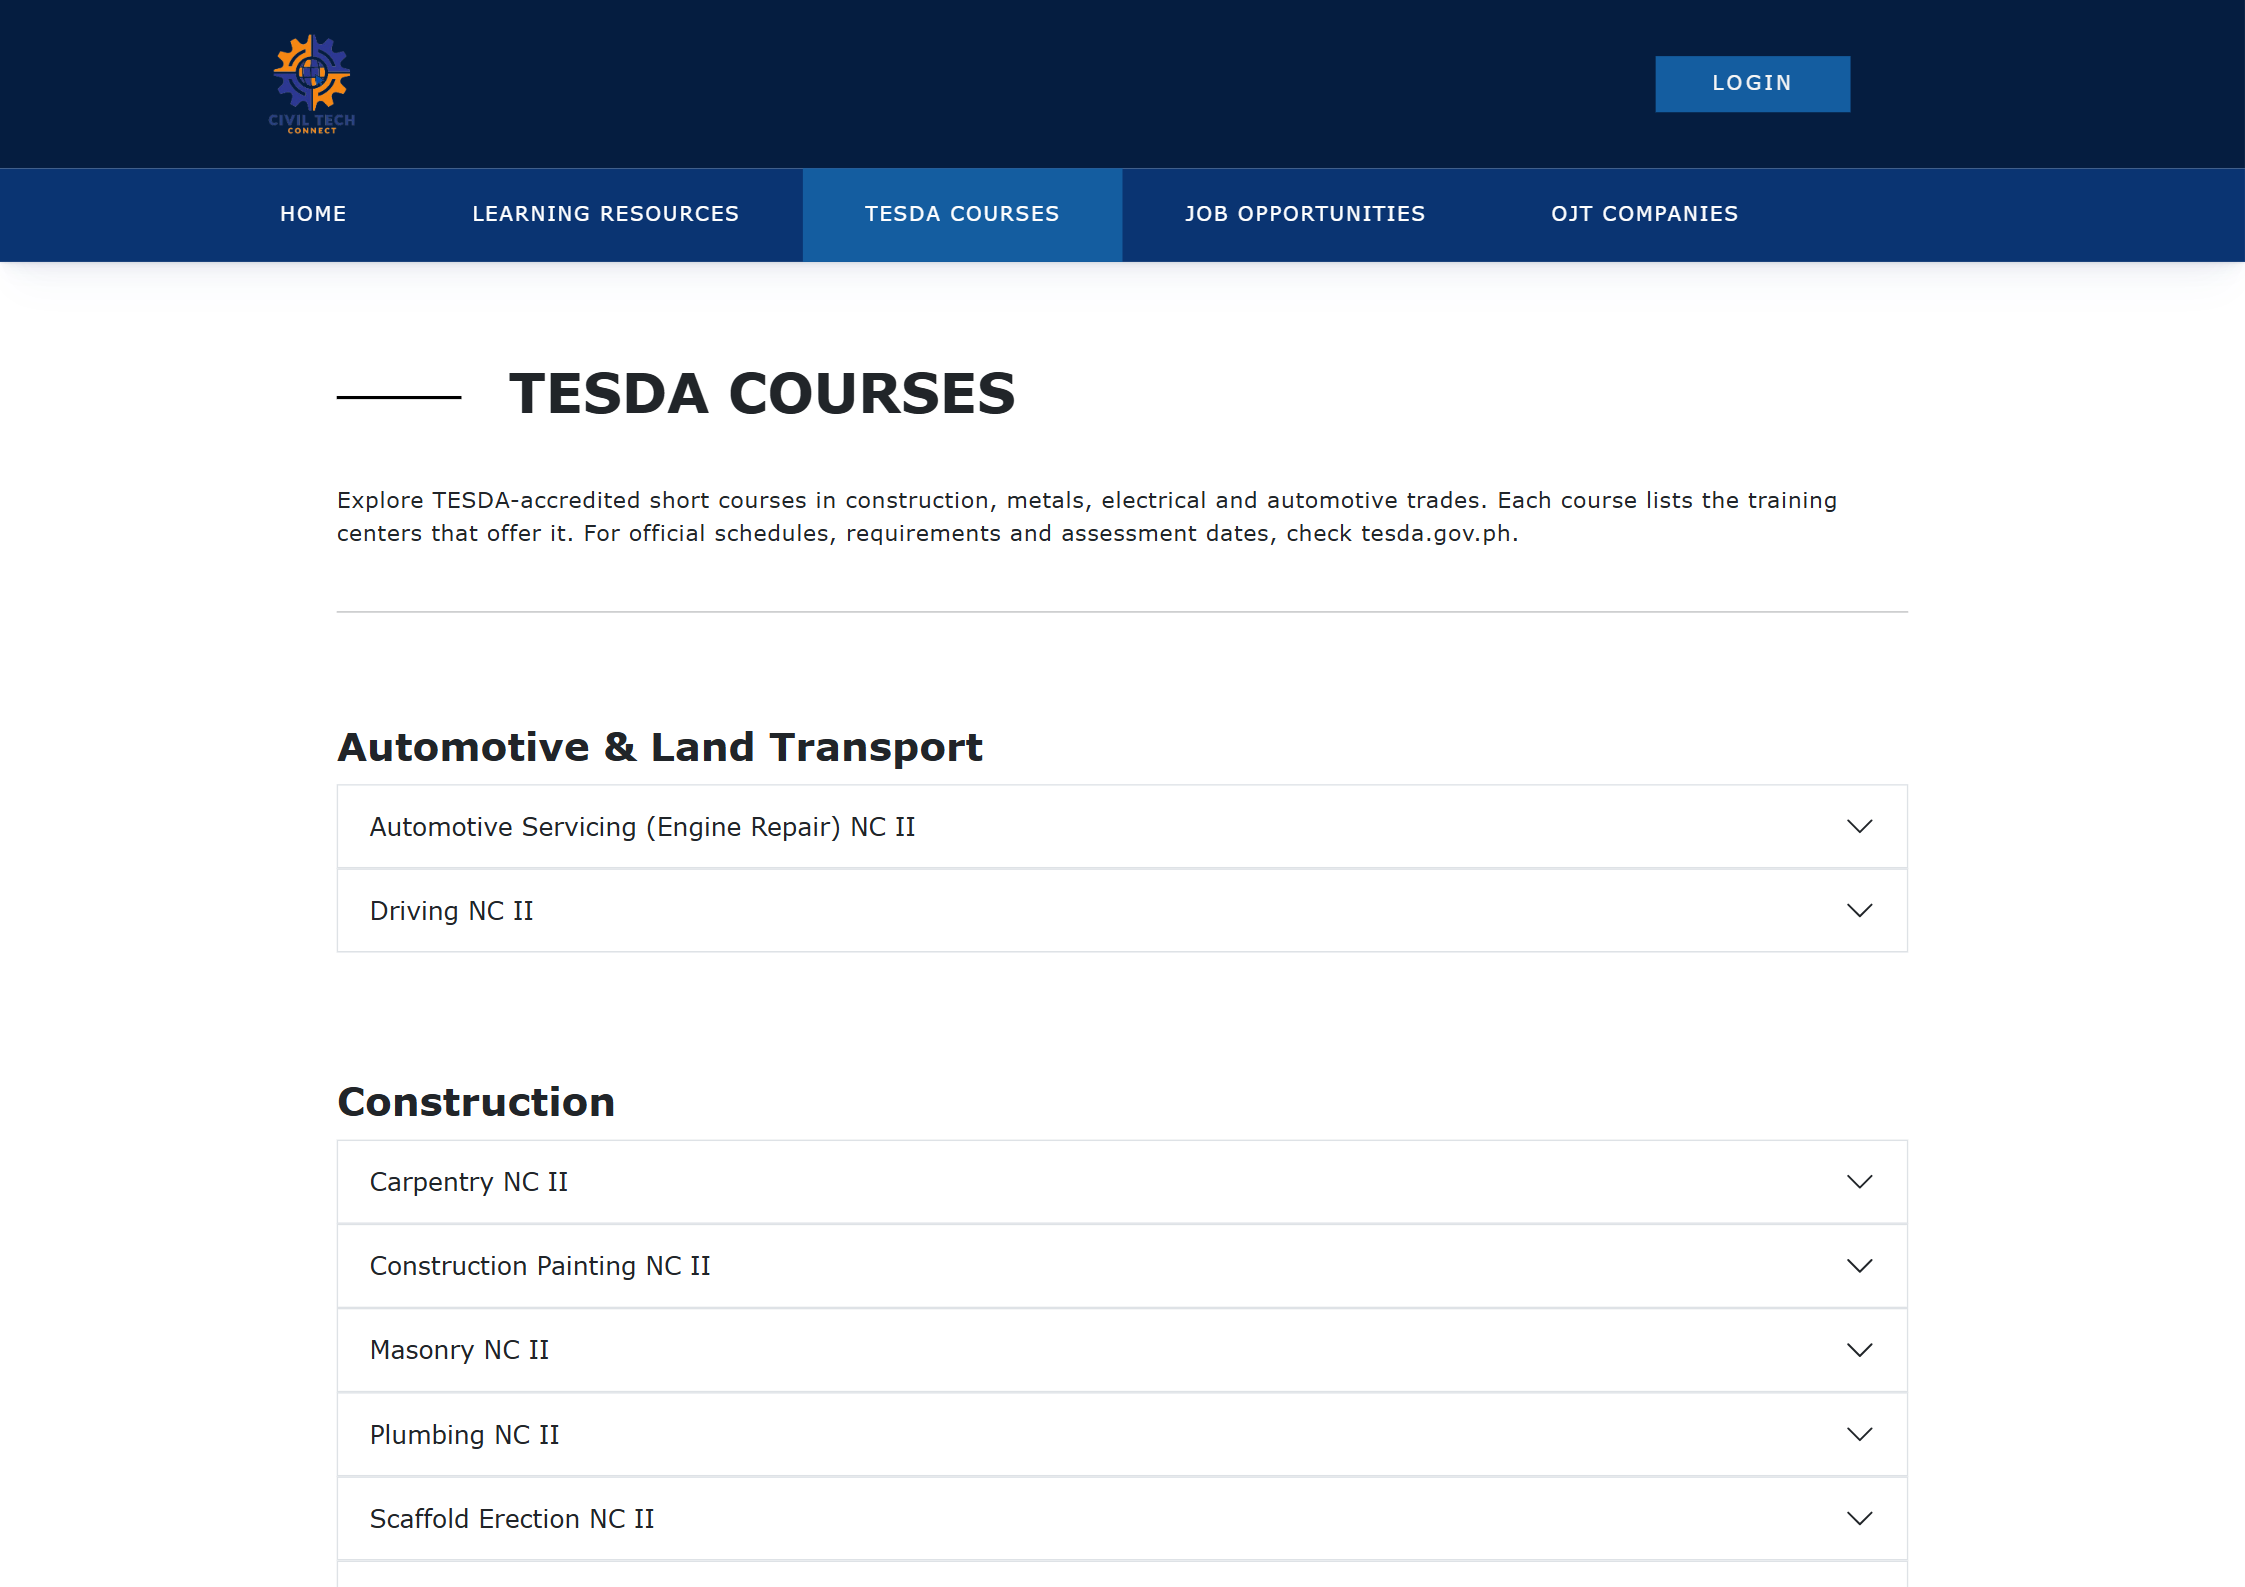 CIVIL TECH
CONNECT
LOGIN
HOME
LEARNING RESOURCES
TESDA COURSES
JOB OPPORTUNITIES
OJT COMPANIES
TESDA COURSES
Explore TESDA-accredited short courses in construction, metals, electrical and automotive trades. Each course lists the training
centers that offer it. For official schedules, requirements and assessment dates, check tesda.gov.ph.
Automotive & Land Transport
Automotive Servicing (Engine Repair) NC II
Driving NC II
Construction
Carpentry NC II
Construction Painting NC II
Masonry NC II
Plumbing NC II
Scaffold Erection NC II